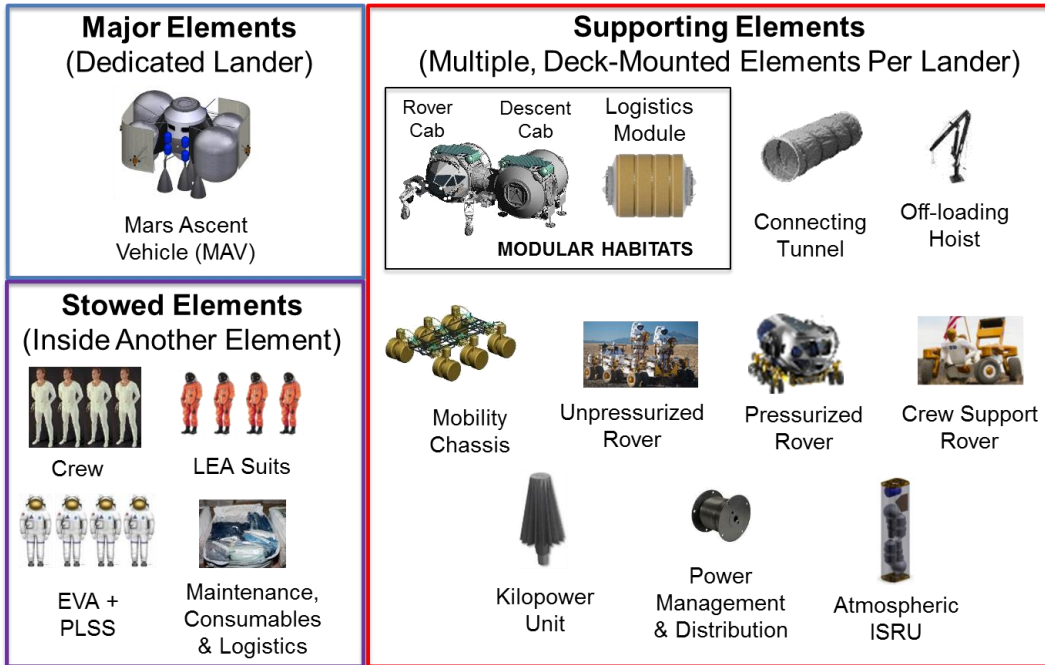 Major Elements
(Dedicated Lander)
Mars Ascent
Vehicle (MAV)
Stowed Elements
(Inside Another Element)
Crew
LEA Suits
EVA +
PLSS
Maintenance,
Consumables
& Logistics
Supporting Elements
(Multiple, Deck-Mounted Elements Per Lander)
Rover
Cab
Descent
Cab
Logistics
Module
MODULAR HABITATS
Connecting
Tunnel
Off-loading
Hoist
Mobility
Chassis
Unpressurized
Rover
Pressurized
Rover
Crew Support
Rover
Kilopower
Unit
Power
Management
& Distribution
Atmospheric
ISRU